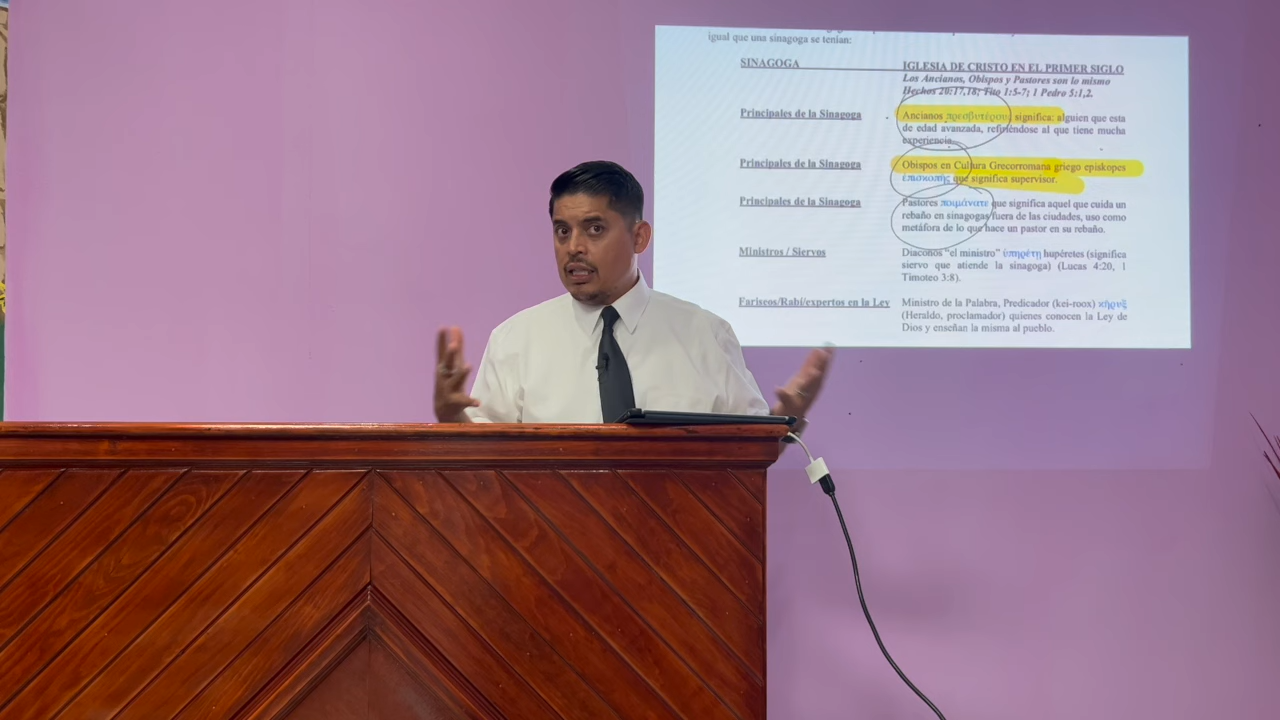 igual que una sinagoga se tenían:
SINAGOGA IGLESIA DE CRISTO EN EL PRIMER SIGLO
Los Ancianos, Obispos y Pastores son lo mismo
Hechos 20:17,18; Tito 1:5-7; 1 Pedro 5:1,2.
Principales de la Sinagoga Ancianos πρεσβυτέρου, significa: alguien que esta
de edad avanzada, refiriéndose al que tiene mucha
experiencia.
Principales de la Sinagoga Obispos en Cultura Grecorromana griego episkopes
ἐπισκοπῆς que significa supervisor.
Principales de la Sinagoga Pastores ποιμάνατε que significa aquel que cuida un
rebaño en sinagogas fuera de las ciudades, uso como
metáfora de lo que hace un pastor en su rebaño.
Ministros / Siervos Diáconos "el ministro" ὑπηρέτῃ hupéretes (significa
siervo que atiende la sinagoga) (Lucas 4:20, 1
Timoteo 3:8).
Fariseos/Rabí/expertos en la Ley Ministro de la Palabra, Predicador (kei-roox) κῆρυξ
(Heraldo, proclamador) quienes conocen la Ley de
Dios y enseñan la misma al pueblo.